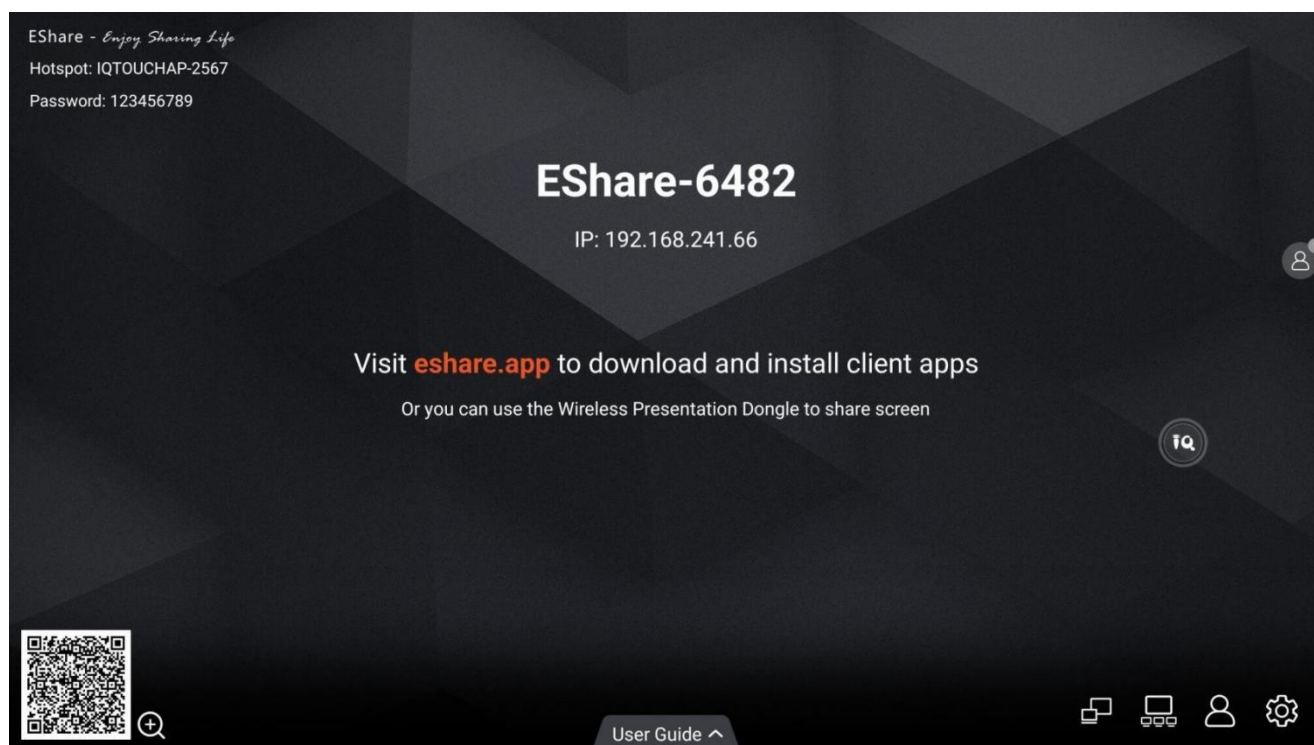 EShare - Enjoy Sharing Life
Hotspot: IQTOUCHAP-2567
Password: 123456789
EShare-6482
IP: 192.168.241.66
Visit eshare.app to download and install client apps
Or you can use the Wireless Presentation Dongle to share screen
IQ
User Guide